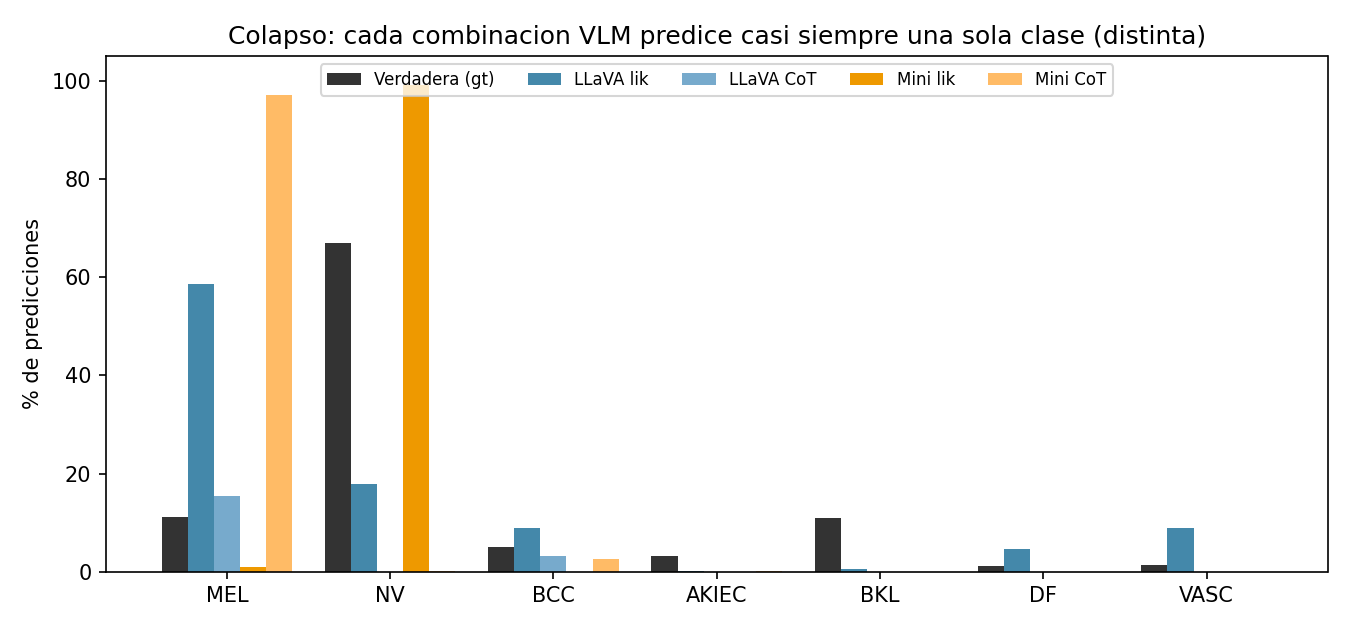 Colapso: cada combinacion VLM predice casi siempre una sola clase (distinta)
Verdadera (gt) LLaVA lik LLaVA CoT Mini lik Mini CoT
% de predicciones
100
80
60
40
20
0
MEL NV BCC AKIEC BKL DF VASC